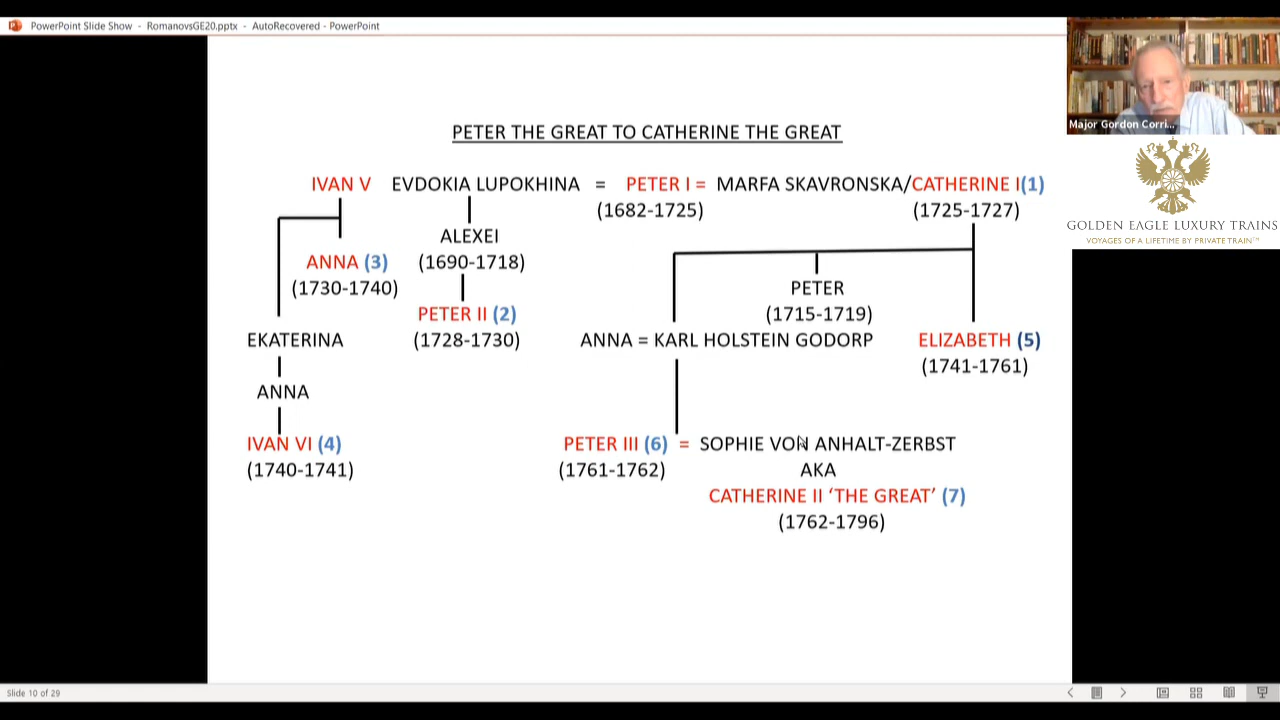 PowerPoint Slide Show - RomanovsGE20.pptx - AutoRecovered - PowerPoint
Major Gordon Corri...
GOLDEN EAGLE LUXURY TRAINS
VOYAGES OF A LIFETIME BY PRIVATE TRAIN™
PETER THE GREAT TO CATHERINE THE GREAT
IVAN V EVDOKIA LUPOKHINA = PETER I = MARFA SKAVRONSKA/CATHERINE I(1)
(1682-1725) (1725-1727)
ALEXEI
ANNA (3) (1690-1718)
(1730-1740) PETER
PETER II (2) (1715-1719)
EKATERINA (1728-1730) ANNA = KARL HOLSTEIN GODORP ELIZABETH (5)
(1741-1761)
ANNA
IVAN VI (4) PETER III (6) = SOPHIE VON ANHALT-ZERBST
(1740-1741) (1761-1762) AKA
CATHERINE II ‘THE GREAT’ (7)
(1762-1796)
Slide 10 of 29